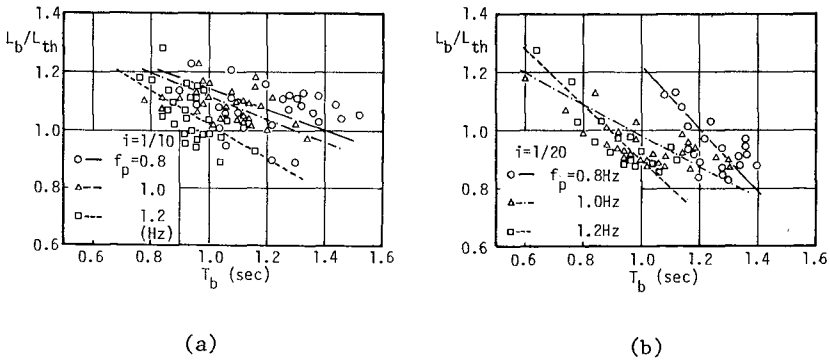 (a)
L_b/L_th
1.4
1.2
1.0
0.8
0.6
i=1/10
f_p=0.8
1.0
1.2
(Hz)
0.6 0.8 1.0 1.2 1.4 1.6
T_b (sec)
(a)
(b)
L_b/L_th
1.4
1.2
1.0
0.8
0.6
i=1/20
f_p=0.8Hz
1.0Hz
1.2Hz
0.6 0.8 1.0 1.2 1.4 1.6
T_b (sec)
(b)